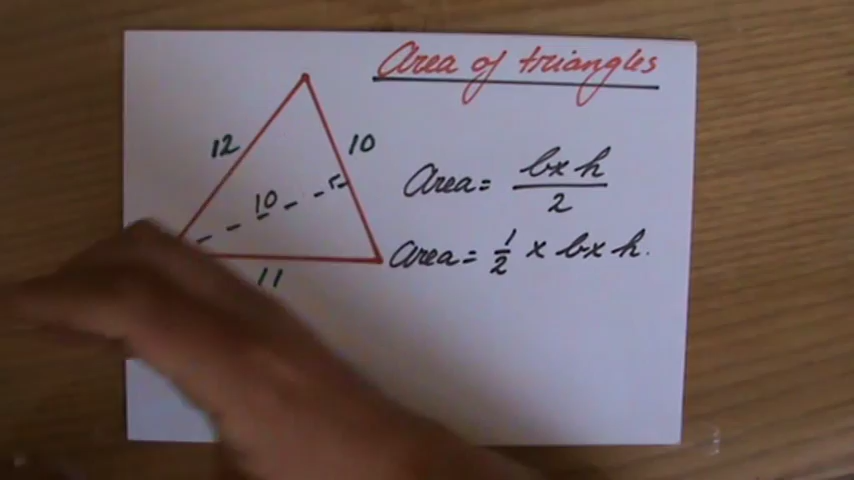 Area of triangles
12
10
10
11
Area = b x h / 2
Area = 1/2 x b x h.